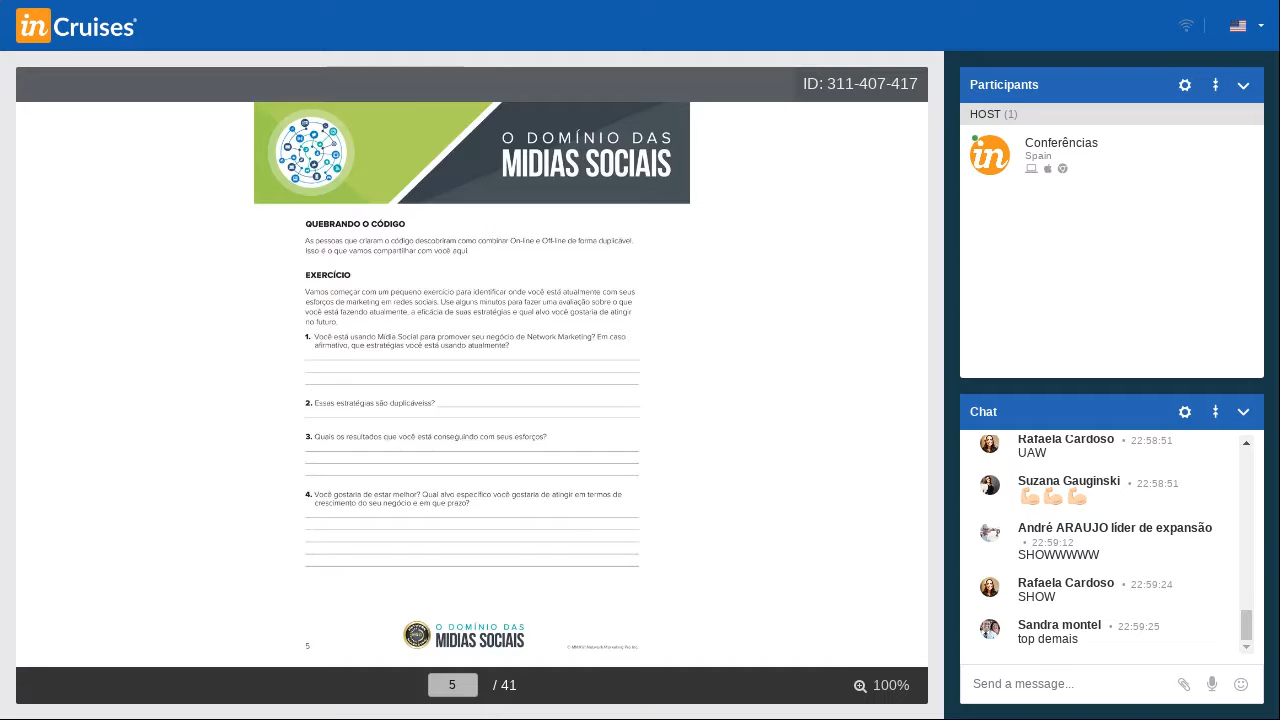 in Cruises®
ID: 311-407-417
O DOMÍNIO DAS
MIDIAS SOCIAIS
QUEBRANDO O CÓDIGO
As pessoas que criaram o código descobriram como combinar On-line e Off-line de forma duplicável.
Isso é o que vamos compartilhar com você aqui.
EXERCÍCIO
Vamos começar com um pequeno exercício para identificar onde você está atualmente com seus
esforços de marketing em redes sociais. Use alguns minutos para fazer uma avaliação sobre o que
você está fazendo atualmente, a eficácia de suas estratégias e qual alvo você gostaria de atingir
no futuro.
1. Você está usando Mídia Social para promover seu negócio de Network Marketing? Em caso
afirmativo, que estratégias você está usando atualmente?
2. Essas estratégias são duplicáveiss?
3. Quais os resultados que você está conseguindo com seus esforços?
4. Você gostaria de estar melhor? Qual alvo específico você gostaria de atingir em termos de
crescimento do seu negócio e em que prazo?
5
O DOMÍNIO DAS
MIDIAS SOCIAIS
5 / 41
100%
Participants
HOST (1)
in
Conferências
Spain
Chat
Rafaela Cardoso • 22:58:51
UAW
Suzana Gauginski • 22:58:51
💪🏻💪🏻💪🏻
André ARAUJO líder de expansão
• 22:59:12
SHOWWWWW
Rafaela Cardoso • 22:59:24
SHOW
Sandra montel • 22:59:25
top demais
Send a message...